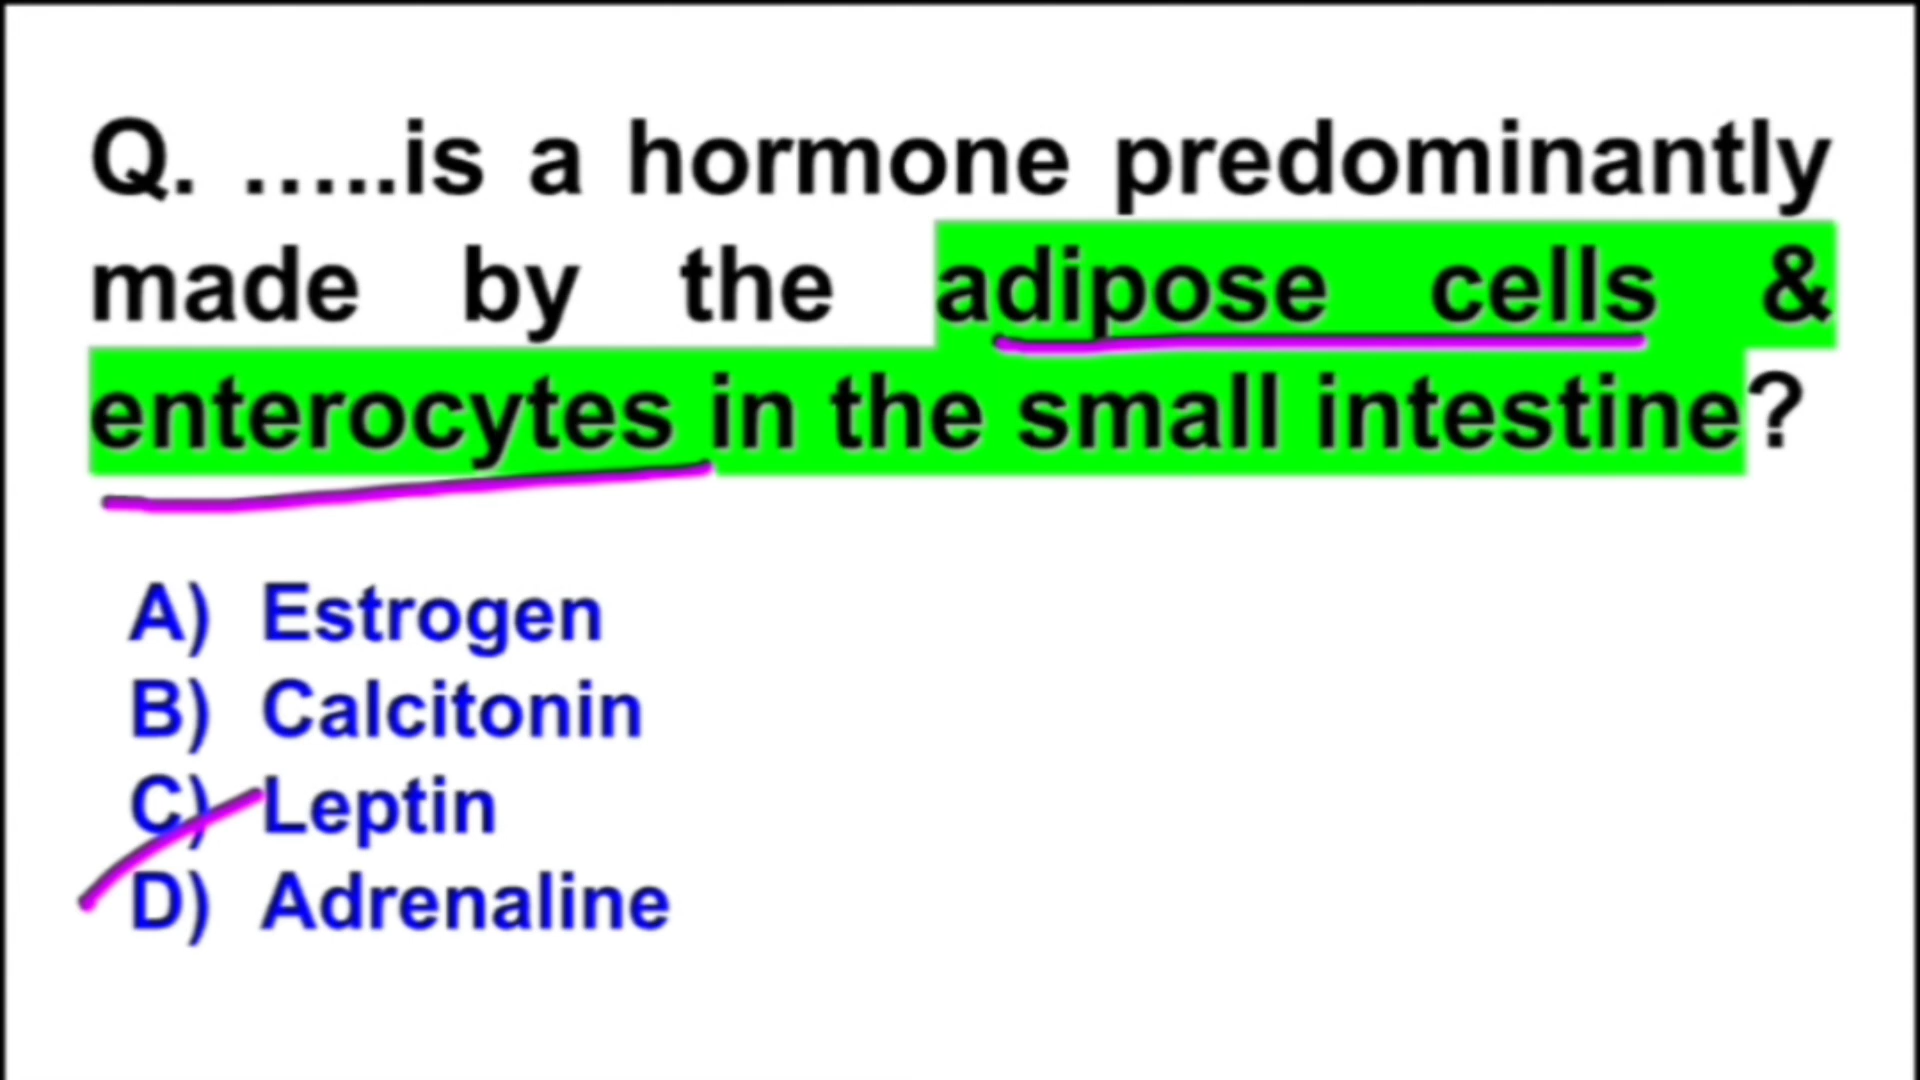 Q. …..is a hormone predominantly
made by the adipose cells &
enterocytes in the small intestine?
A) Estrogen
B) Calcitonin
C) Leptin
D) Adrenaline